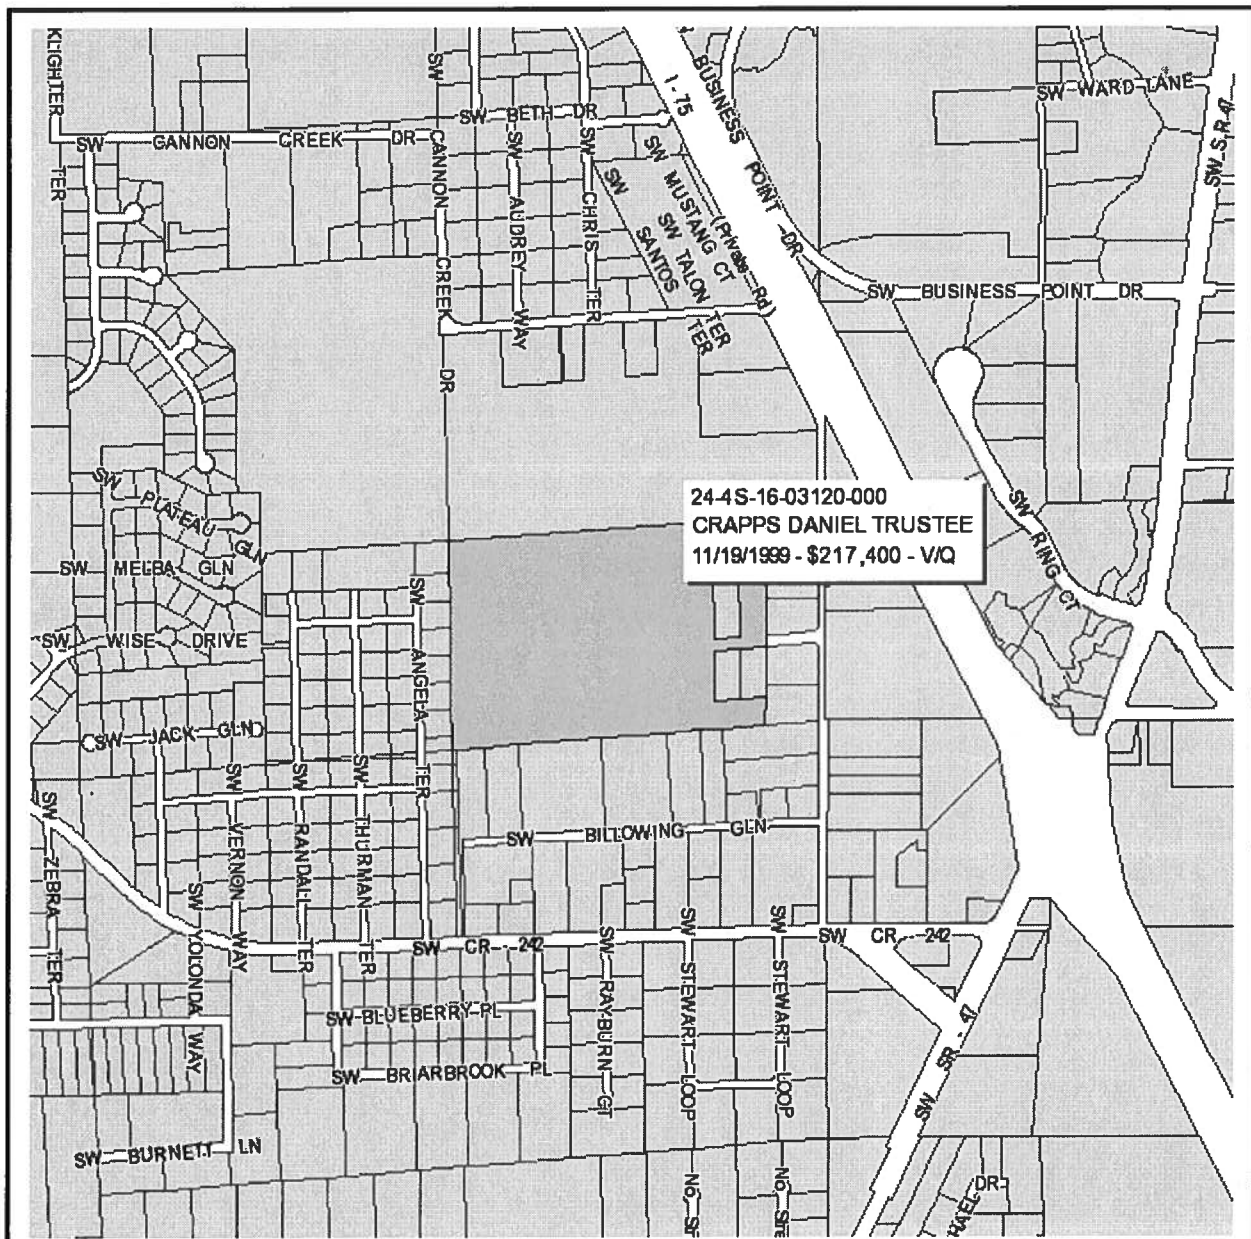 KLIGHTER
TER
SW CANNON CREEK DR
SW
CANNON CREEK DR
SW BETH DR
SW AUDREY WAY
SW CHRIS TER
SW SANTOS TER
SW TALON TER
SW MUSTANG CT
(Private Rd)
I - 75
BUSINESS POINT DR
SW BUSINESS POINT DR
SW WARD LANE
SW S.R. 47
24-4S-16-03120-000
CRAPPS DANIEL TRUSTEE
11/19/1999 - $217,400 - V/Q
SW RING CT
SW PLATEAU GLN
SW MELBA GLN
SW WISE DRIVE
SW ANGELA TER
SW JACK GLN
SW VERNON WAY
SW RANDALL TER
SW THURMAN TER
SW BILLOWING GLN
SW ZEBRA TER
SW YOLONDA WAY
SW CR 242
SW CR 242
SW RAYBURN CT
SW STEWART LOOP
SW STEWART LOOP
SW BLUEBERRY PL
SW BRIARBROOK PL
SW SR - 47
SW BURNETT LN
No Str
No Stre
RAEL DR